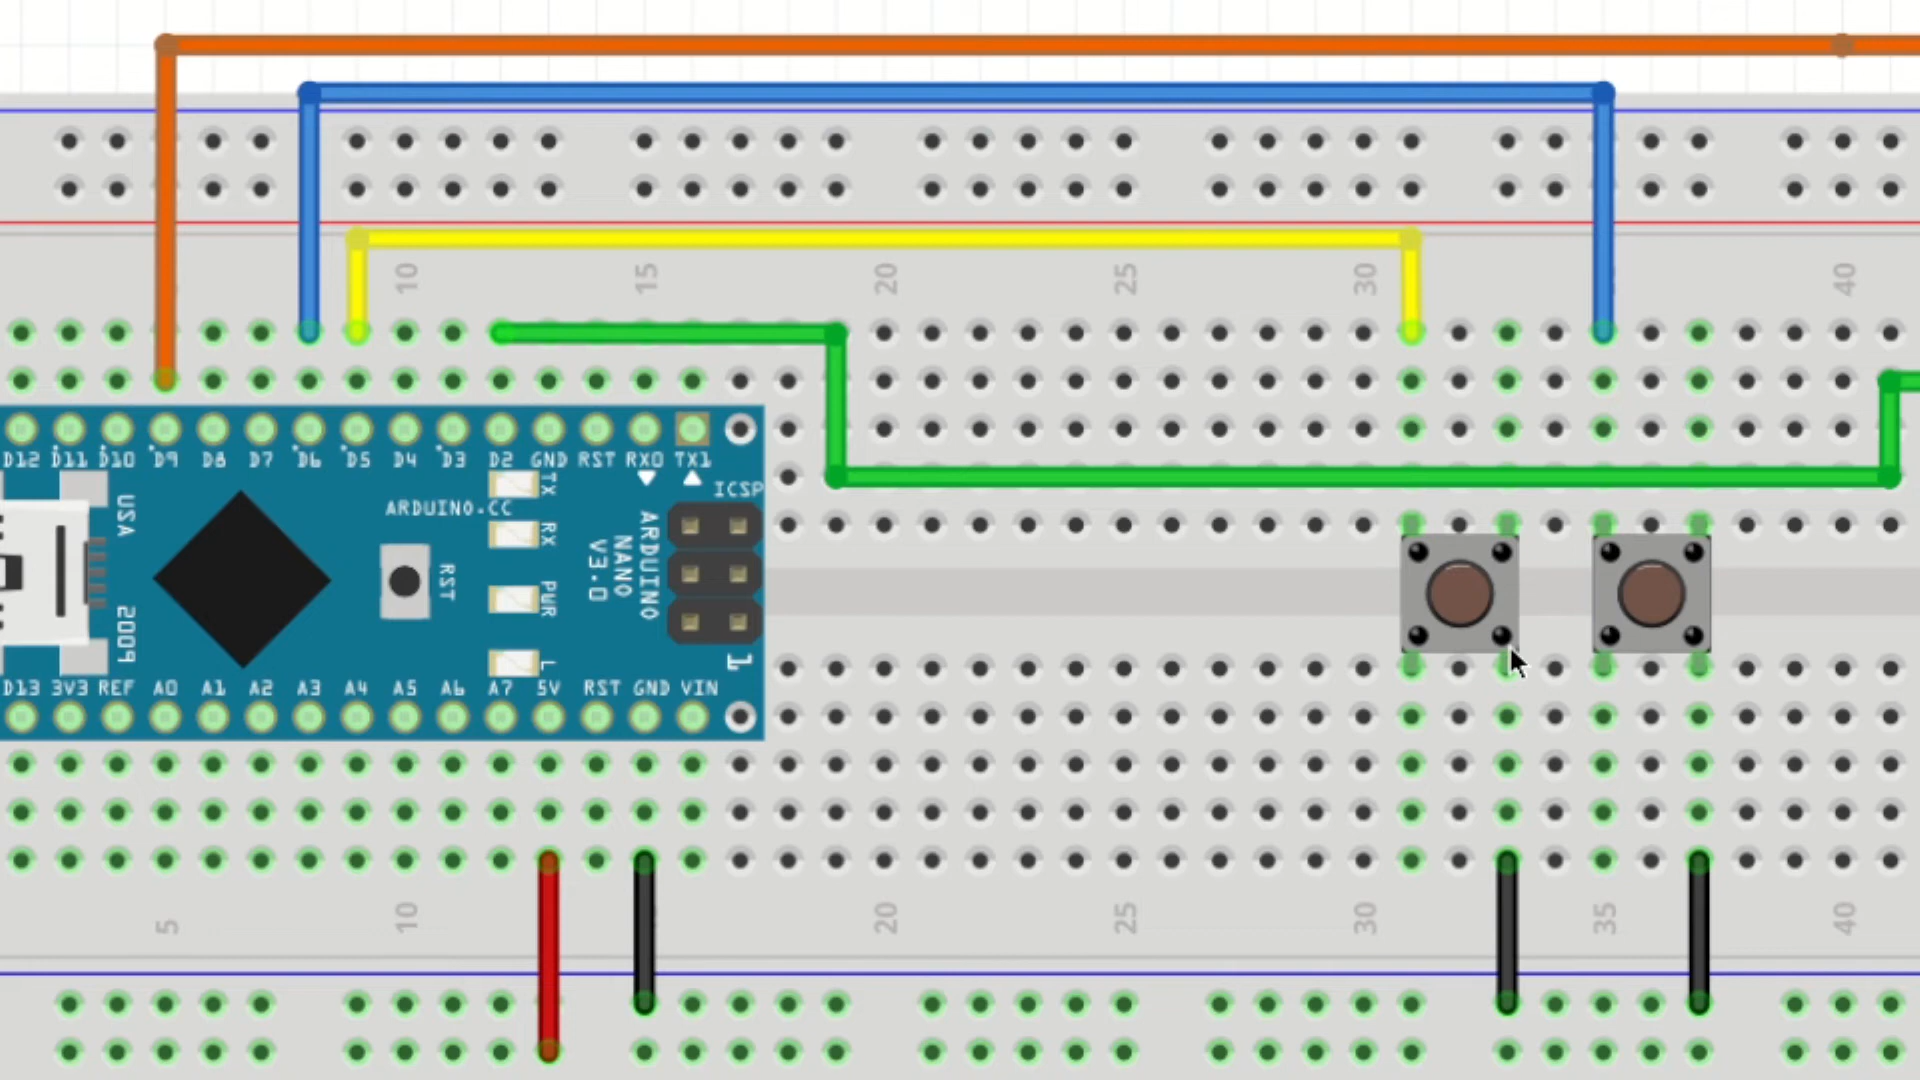 10 15 20 25 30 40
D12 D11 D10 D9 D8 D7 D6 D5 D4 D3 D2 GND RST RX0 TX1
ICSP
TX
ARDUINO.CC
RX
USA
2009
RST
PWR
L
ARDUINO
NANO
V3.0
1
D13 3V3 REF A0 A1 A2 A3 A4 A5 A6 A7 5V RST GND VIN
5 10 20 25 30 35 40